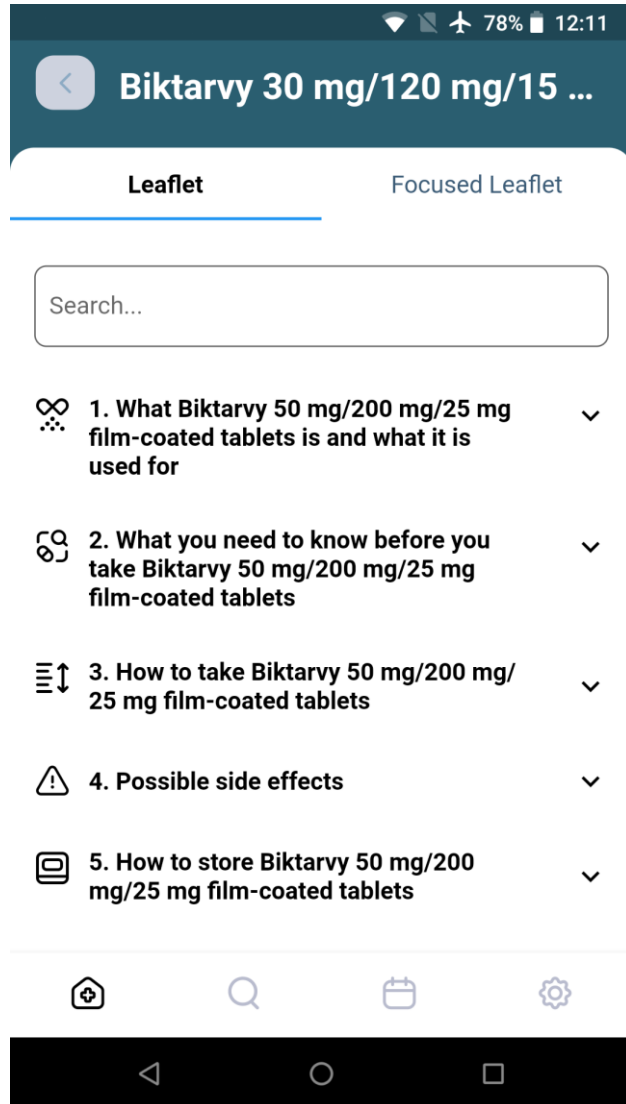 78% 12:11
Biktarvy 30 mg/120 mg/15 ...
Leaflet
Focused Leaflet
Search...
1. What Biktarvy 50 mg/200 mg/25 mg
film-coated tablets is and what it is
used for
2. What you need to know before you
take Biktarvy 50 mg/200 mg/25 mg
film-coated tablets
3. How to take Biktarvy 50 mg/200 mg/
25 mg film-coated tablets
4. Possible side effects
5. How to store Biktarvy 50 mg/200
mg/25 mg film-coated tablets